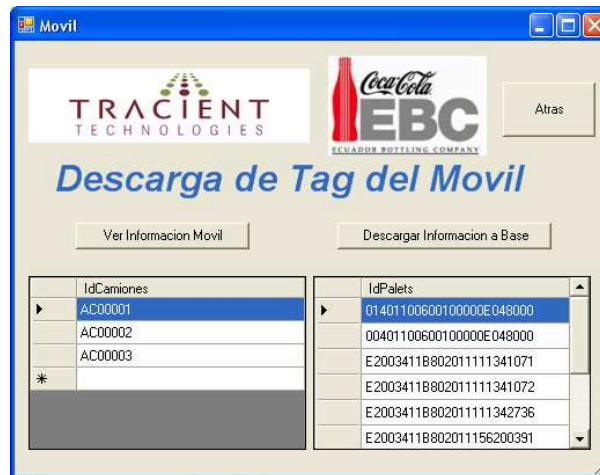 Movil
TRACIENT
TECHNOLOGIES
Coca-Cola
EBC
ECUADOR BOTTLING COMPANY
Atras
Descarga de Tag del Movil
Ver Informacion Movil
Descargar Informacion a Base
IdCamiones
AC00001
AC00002
AC00003
IdPalets
01401100600100000E048000
00401100600100000E048000
E2003411B802011111341071
E2003411B802011111341072
E2003411B802011111342736
E2003411B802011156200391